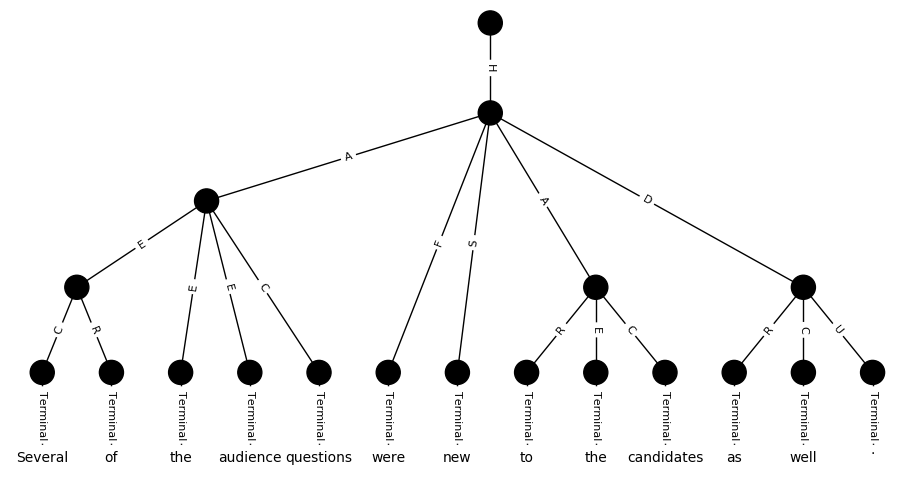 H
A F S A D
E E E C R E C R C U
C R
Terminal Terminal Terminal Terminal Terminal Terminal Terminal Terminal Terminal Terminal Terminal Terminal Terminal
Several of the audience questions were new to the candidates as well .